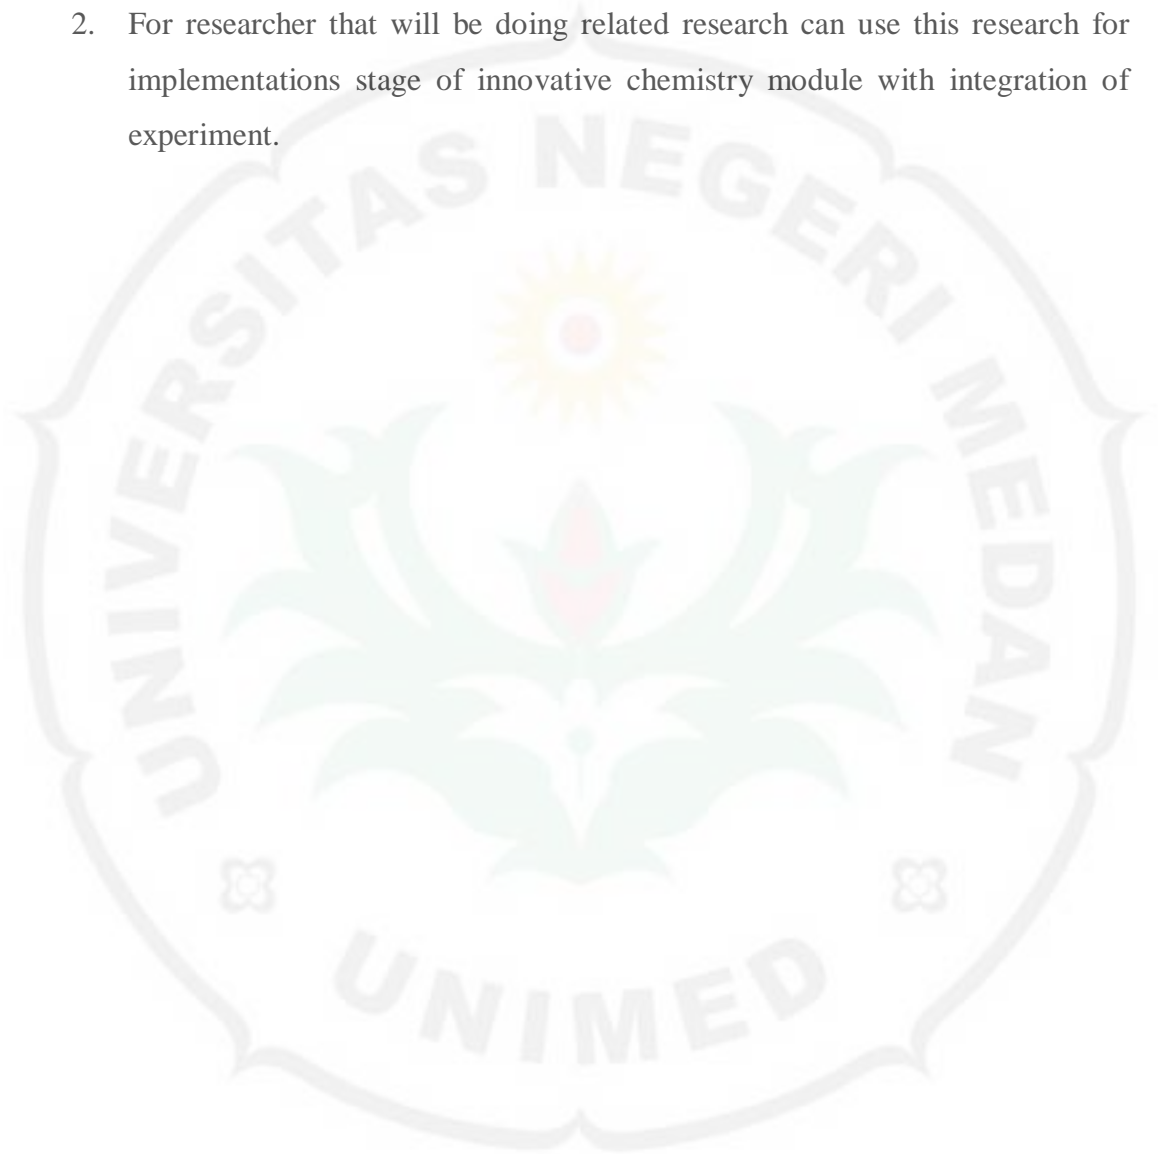 2. For researcher that will be doing related research can use this research for
implementations stage of innovative chemistry module with integration of
experiment.
UNIVERSITAS NEGERI MEDAN
UNIMED